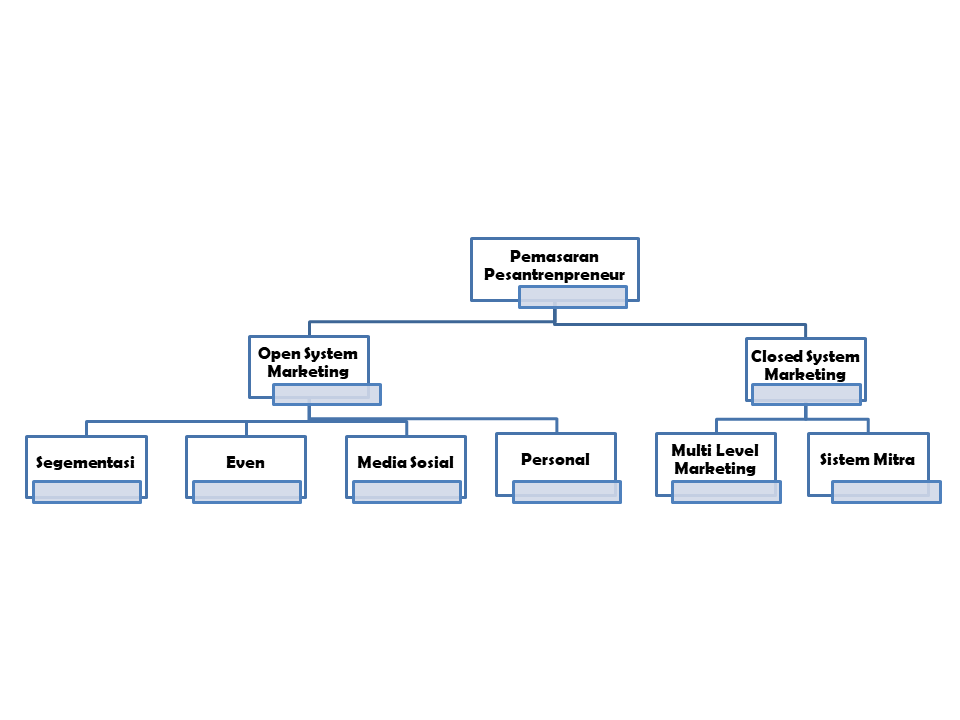 Pemasaran
Pesantrenpreneur
Open System
Marketing
Closed System
Marketing
Segementasi
Even
Media Sosial
Personal
Multi Level
Marketing
Sistem Mitra